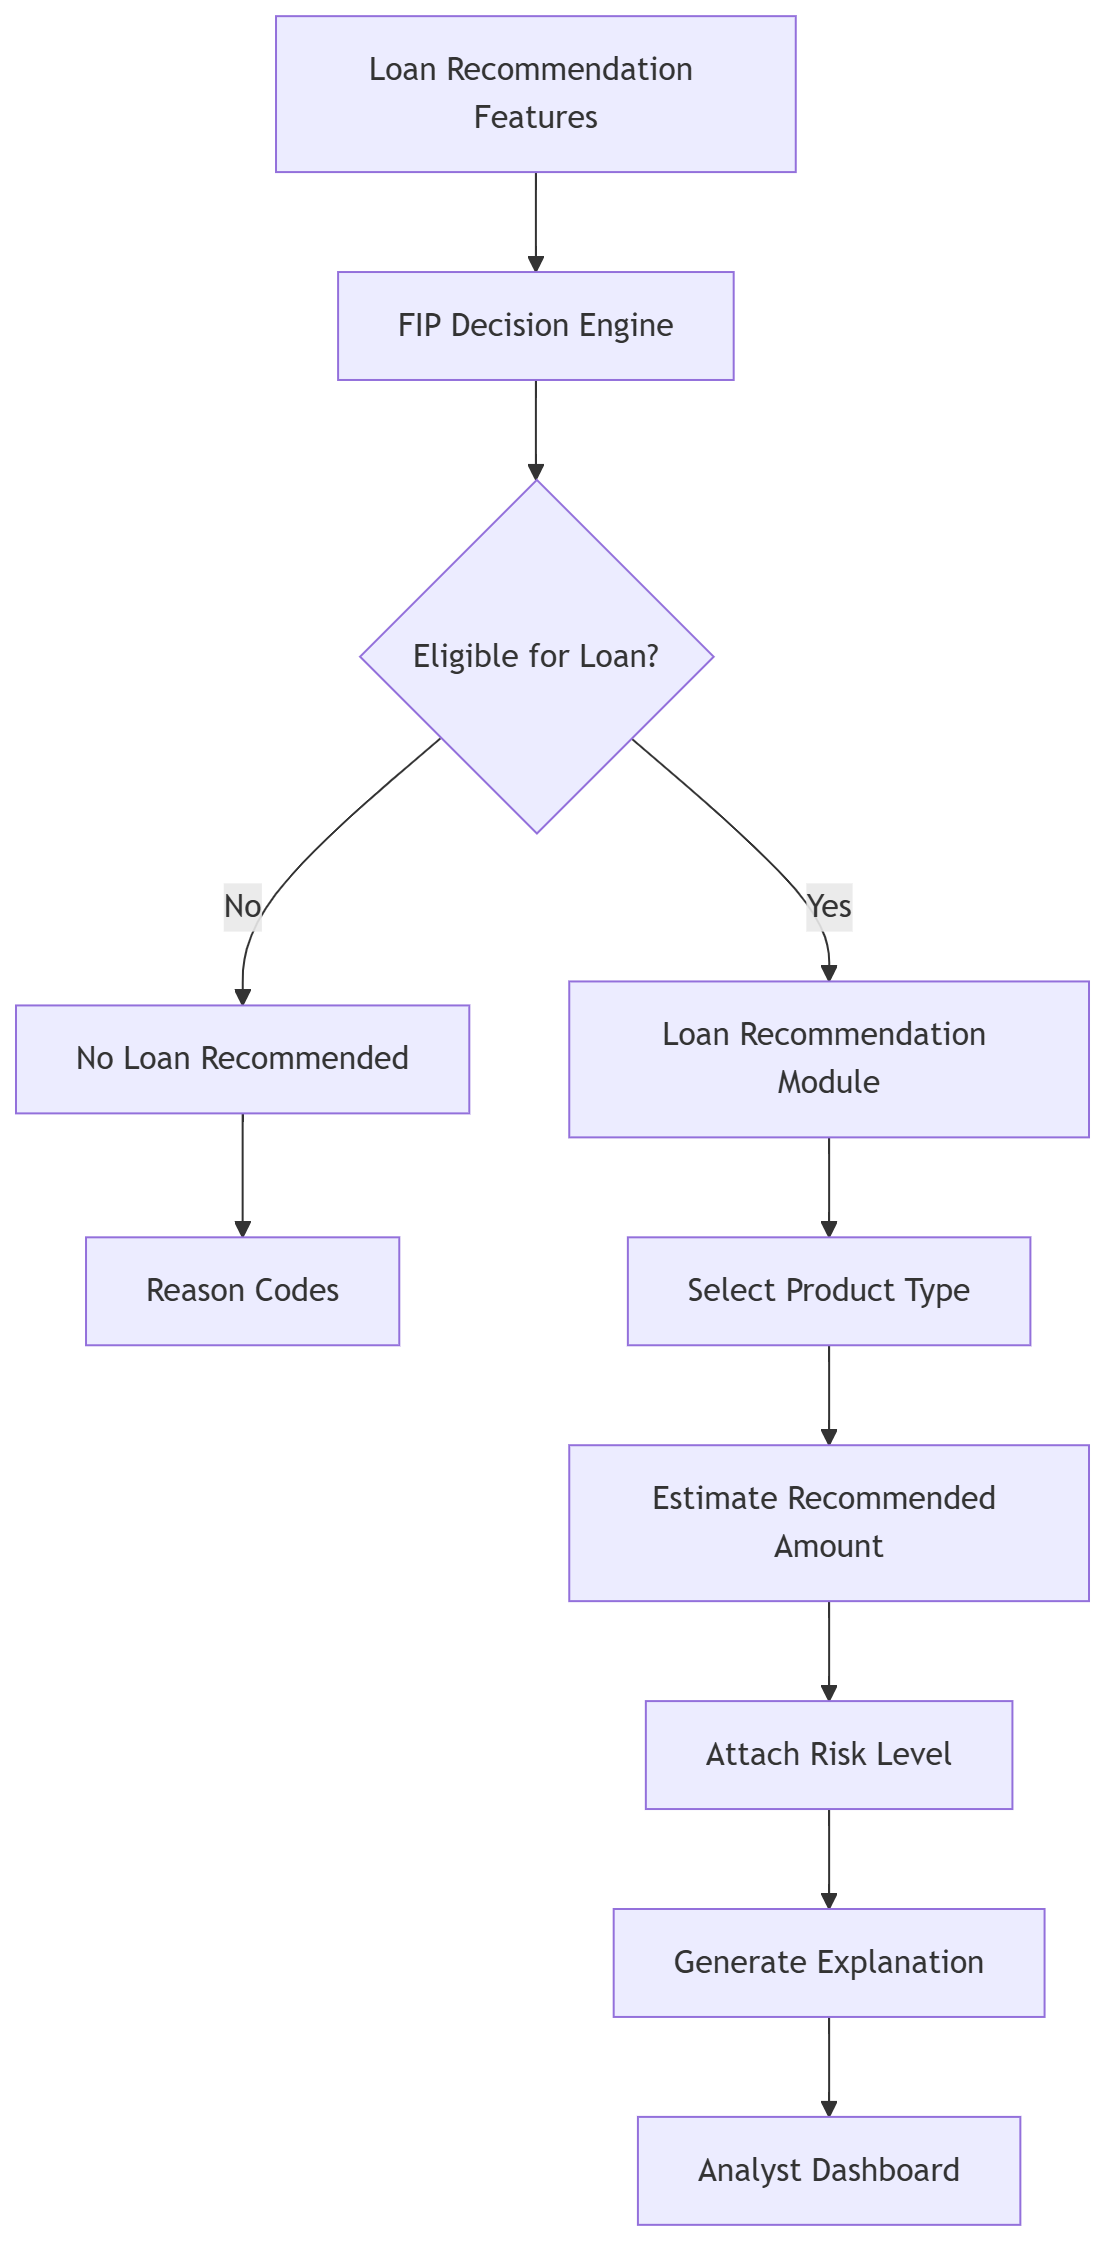 Loan Recommendation
Features
FIP Decision Engine
Eligible for Loan?
No
Yes
No Loan Recommended
Loan Recommendation
Module
Reason Codes
Select Product Type
Estimate Recommended
Amount
Attach Risk Level
Generate Explanation
Analyst Dashboard